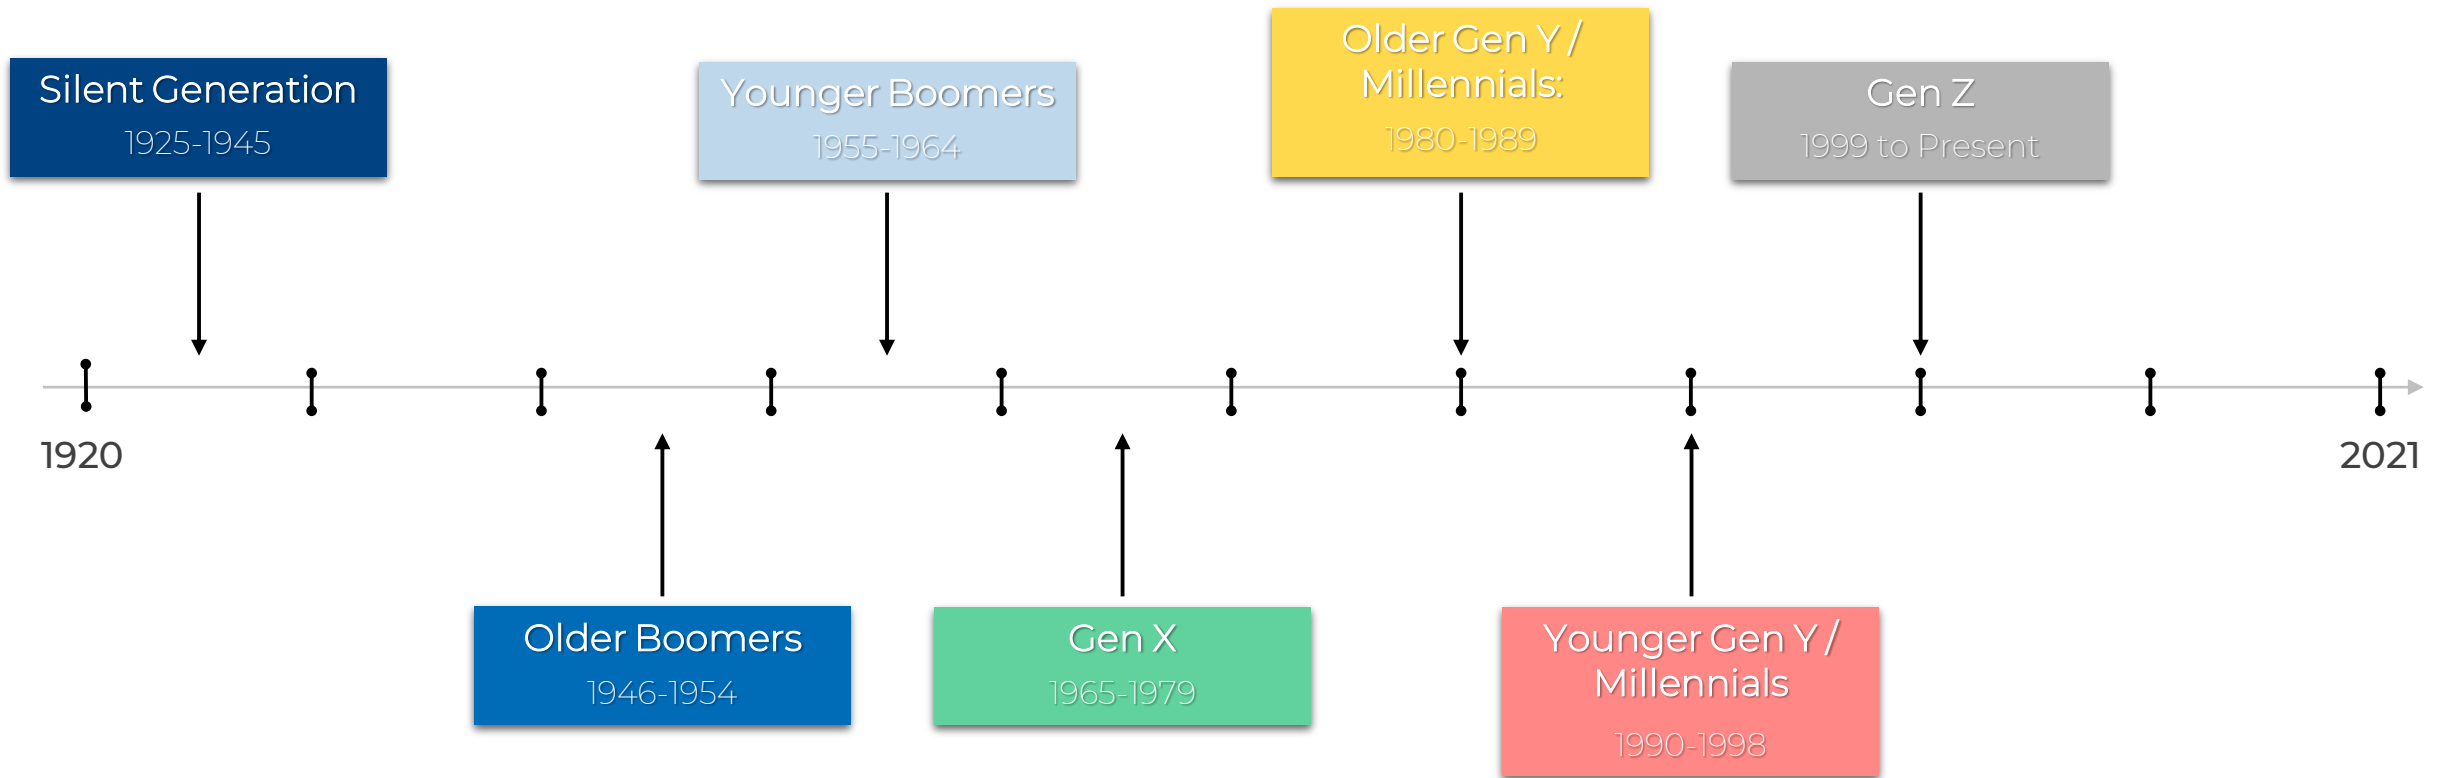 Silent Generation
1925-1945
Younger Boomers
1955-1964
Older Gen Y /
Millennials:
1980-1989
Gen Z
1999 to Present
1920
2021
Older Boomers
1946-1954
Gen X
1965-1979
Younger Gen Y /
Millennials
1990-1998